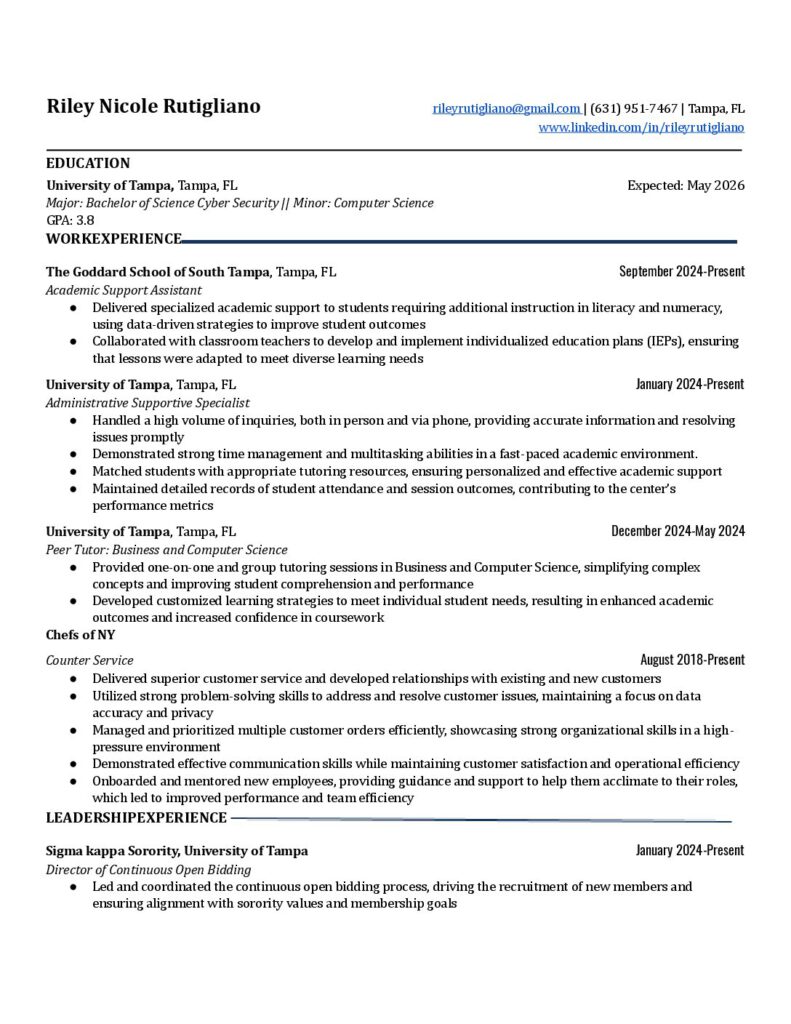 Riley Nicole Rutigliano
rileyrutigliano@gmail.com | (631) 951-7467 | Tampa, FL
www.linkedin.com/in/rileyrutigliano
EDUCATION
University of Tampa, Tampa, FL Expected: May 2026
Major: Bachelor of Science Cyber Security || Minor: Computer Science
GPA: 3.8
WORKEXPERIENCE
The Goddard School of South Tampa, Tampa, FL September 2024-Present
Academic Support Assistant
● Delivered specialized academic support to students requiring additional instruction in literacy and numeracy,
using data-driven strategies to improve student outcomes
● Collaborated with classroom teachers to develop and implement individualized education plans (IEPs), ensuring
that lessons were adapted to meet diverse learning needs
University of Tampa, Tampa, FL January 2024-Present
Administrative Supportive Specialist
● Handled a high volume of inquiries, both in person and via phone, providing accurate information and resolving
issues promptly
● Demonstrated strong time management and multitasking abilities in a fast-paced academic environment.
● Matched students with appropriate tutoring resources, ensuring personalized and effective academic support
● Maintained detailed records of student attendance and session outcomes, contributing to the center's
performance metrics
University of Tampa, Tampa, FL December 2024-May 2024
Peer Tutor: Business and Computer Science
● Provided one-on-one and group tutoring sessions in Business and Computer Science, simplifying complex
concepts and improving student comprehension and performance
● Developed customized learning strategies to meet individual student needs, resulting in enhanced academic
outcomes and increased confidence in coursework
Chefs of NY
Counter Service August 2018-Present
● Delivered superior customer service and developed relationships with existing and new customers
● Utilized strong problem-solving skills to address and resolve customer issues, maintaining a focus on data
accuracy and privacy
● Managed and prioritized multiple customer orders efficiently, showcasing strong organizational skills in a high-
pressure environment
● Demonstrated effective communication skills while maintaining customer satisfaction and operational efficiency
● Onboarded and mentored new employees, providing guidance and support to help them acclimate to their roles,
which led to improved performance and team efficiency
LEADERSHIPEXPERIENCE
Sigma kappa Sorority, University of Tampa January 2024-Present
Director of Continuous Open Bidding
● Led and coordinated the continuous open bidding process, driving the recruitment of new members and
ensuring alignment with sorority values and membership goals